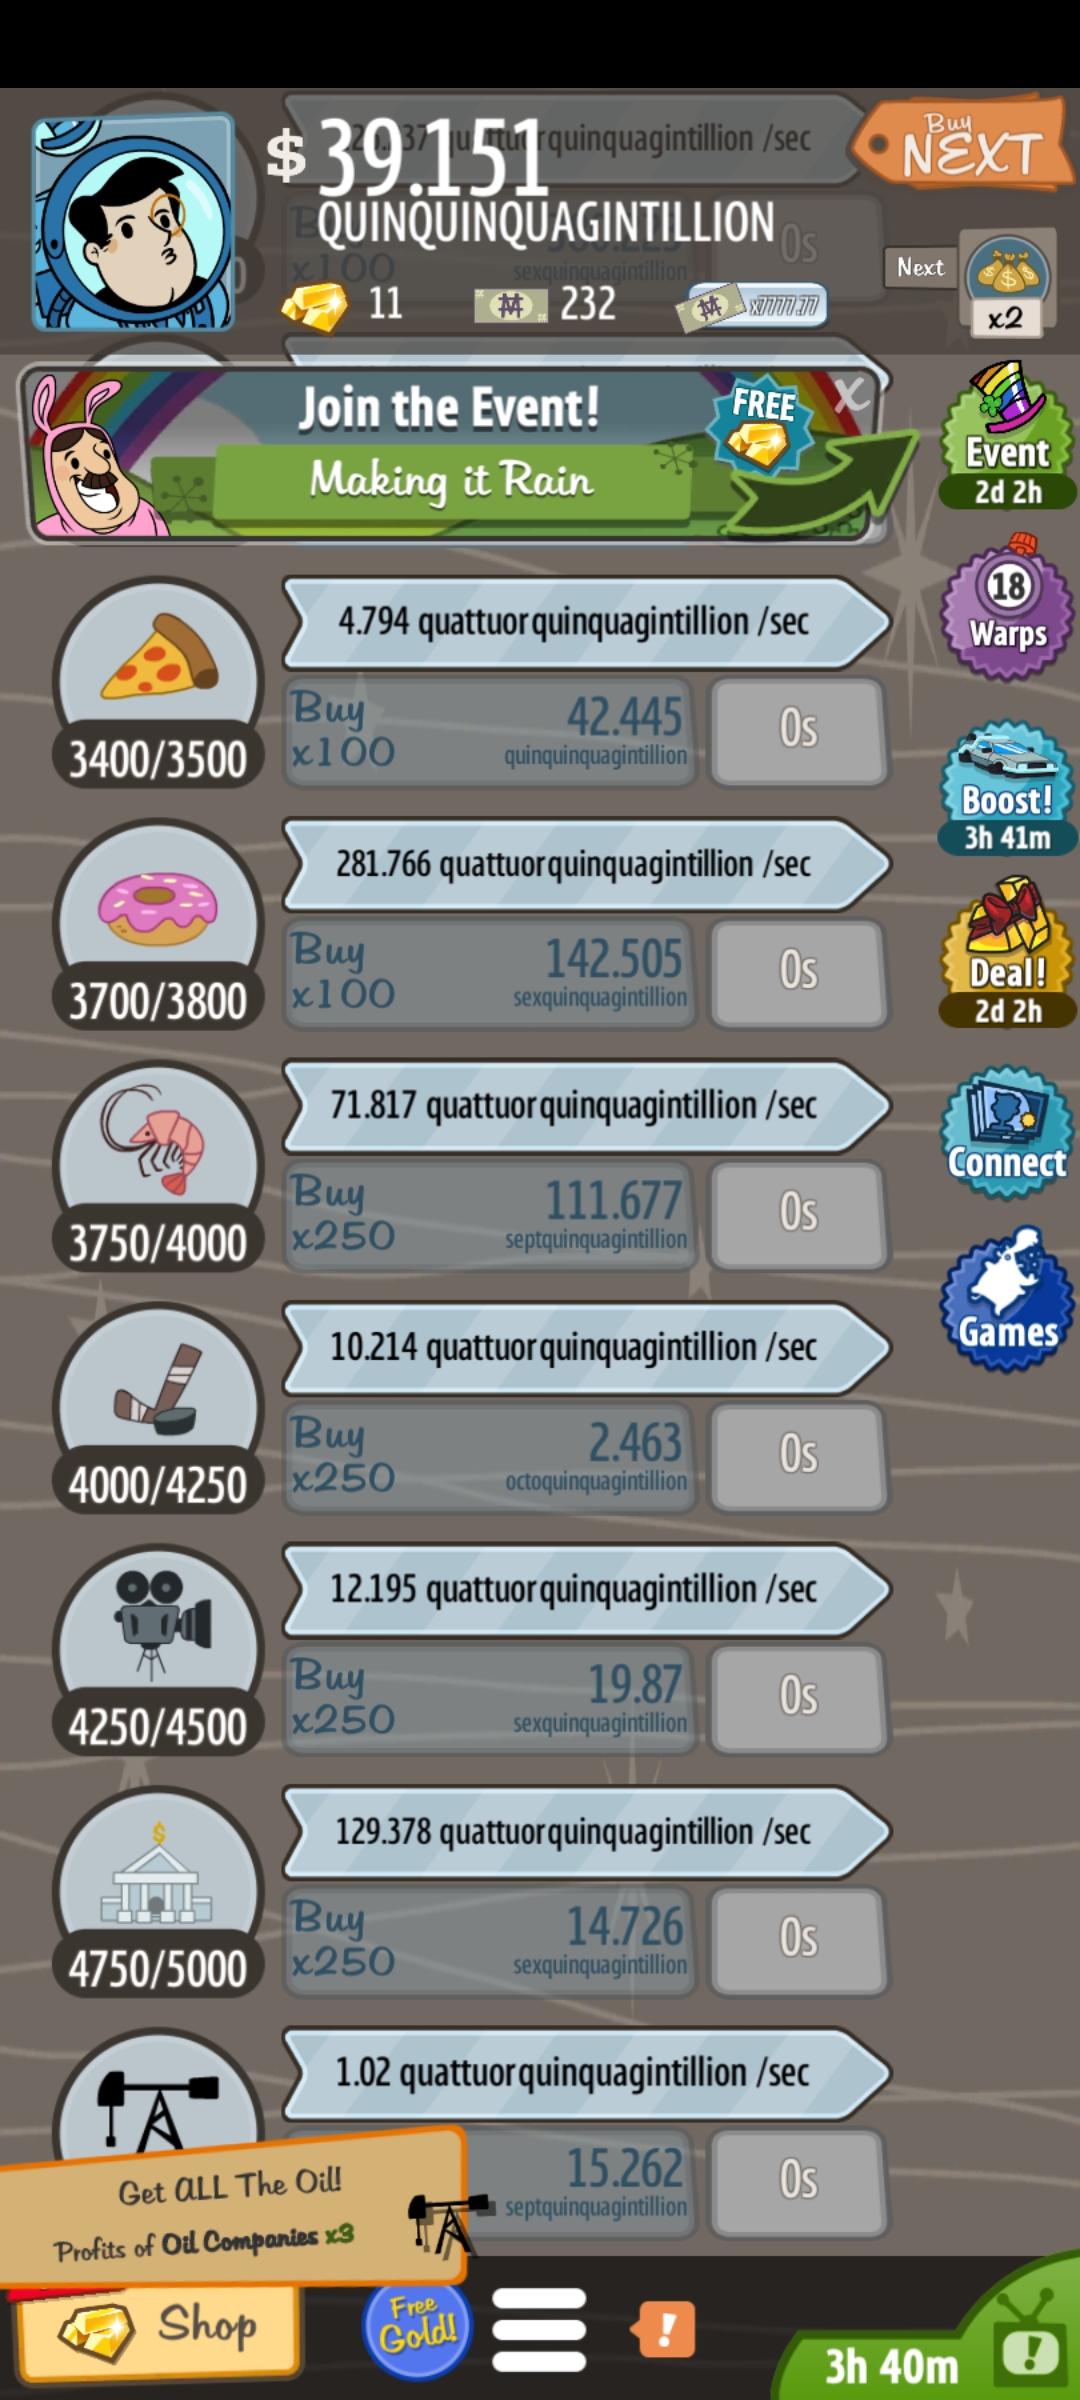 $ 39.151
QUINQUINQUAGINTILLION
Buy
NEXT
quattuorquinquagintillion /sec
x100
sexquinquagintillion
0s
11
232
x7777.77
Next
x2
Join the Event!
Making it Rain
FREE
X
Event
2d 2h
4.794 quattuorquinquagintillion /sec
Buy
x100
42.445
quinquinquagintillion
0s
3400/3500
18
Warps
281.766 quattuorquinquagintillion /sec
Buy
x100
142.505
sexquinquagintillion
0s
3700/3800
Boost!
3h 41m
Deal!
2d 2h
71.817 quattuorquinquagintillion /sec
Buy
x250
111.677
septquinquagintillion
0s
3750/4000
Connect
Games
10.214 quattuorquinquagintillion /sec
Buy
x250
2.463
octoquinquagintillion
0s
4000/4250
12.195 quattuorquinquagintillion /sec
Buy
x250
19.87
sexquinquagintillion
0s
4250/4500
$
129.378 quattuorquinquagintillion /sec
Buy
x250
14.726
sexquinquagintillion
0s
4750/5000
1.02 quattuorquinquagintillion /sec
15.262
septquinquagintillion
0s
Get ALL The Oil!
Profits of Oil Companies x3
Shop
Free
Gold!
!
3h 40m
!